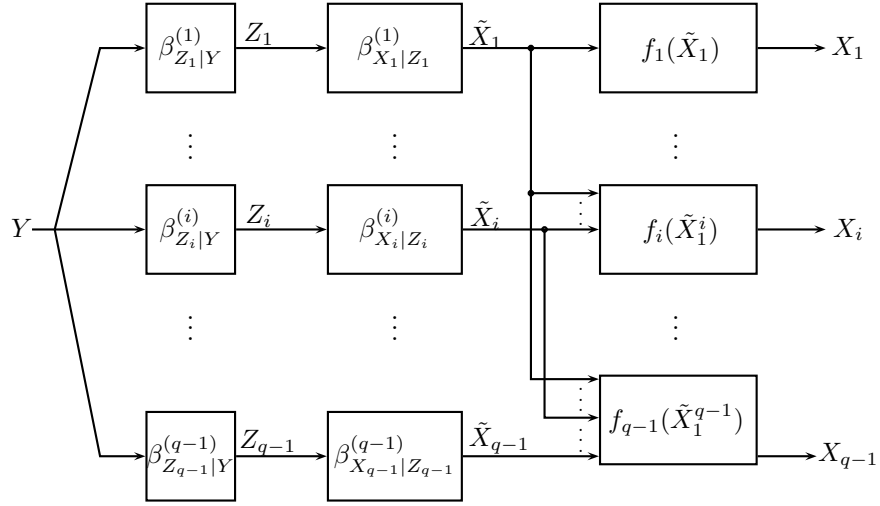 β^{(1)}_{Z_1|Y} Z_1 β^{(1)}_{X_1|Z_1} X̃_1 f_1(X̃_1) X_1
⋮ ⋮ ⋮
Y β^{(i)}_{Z_i|Y} Z_i β^{(i)}_{X_i|Z_i} X̃_i f_i(X̃_1^i) X_i
⋮ ⋮ ⋮
β^{(q-1)}_{Z_{q-1}|Y} Z_{q-1} β^{(q-1)}_{X_{q-1}|Z_{q-1}} X̃_{q-1} f_{q-1}(X̃_1^{q-1}) X_{q-1}